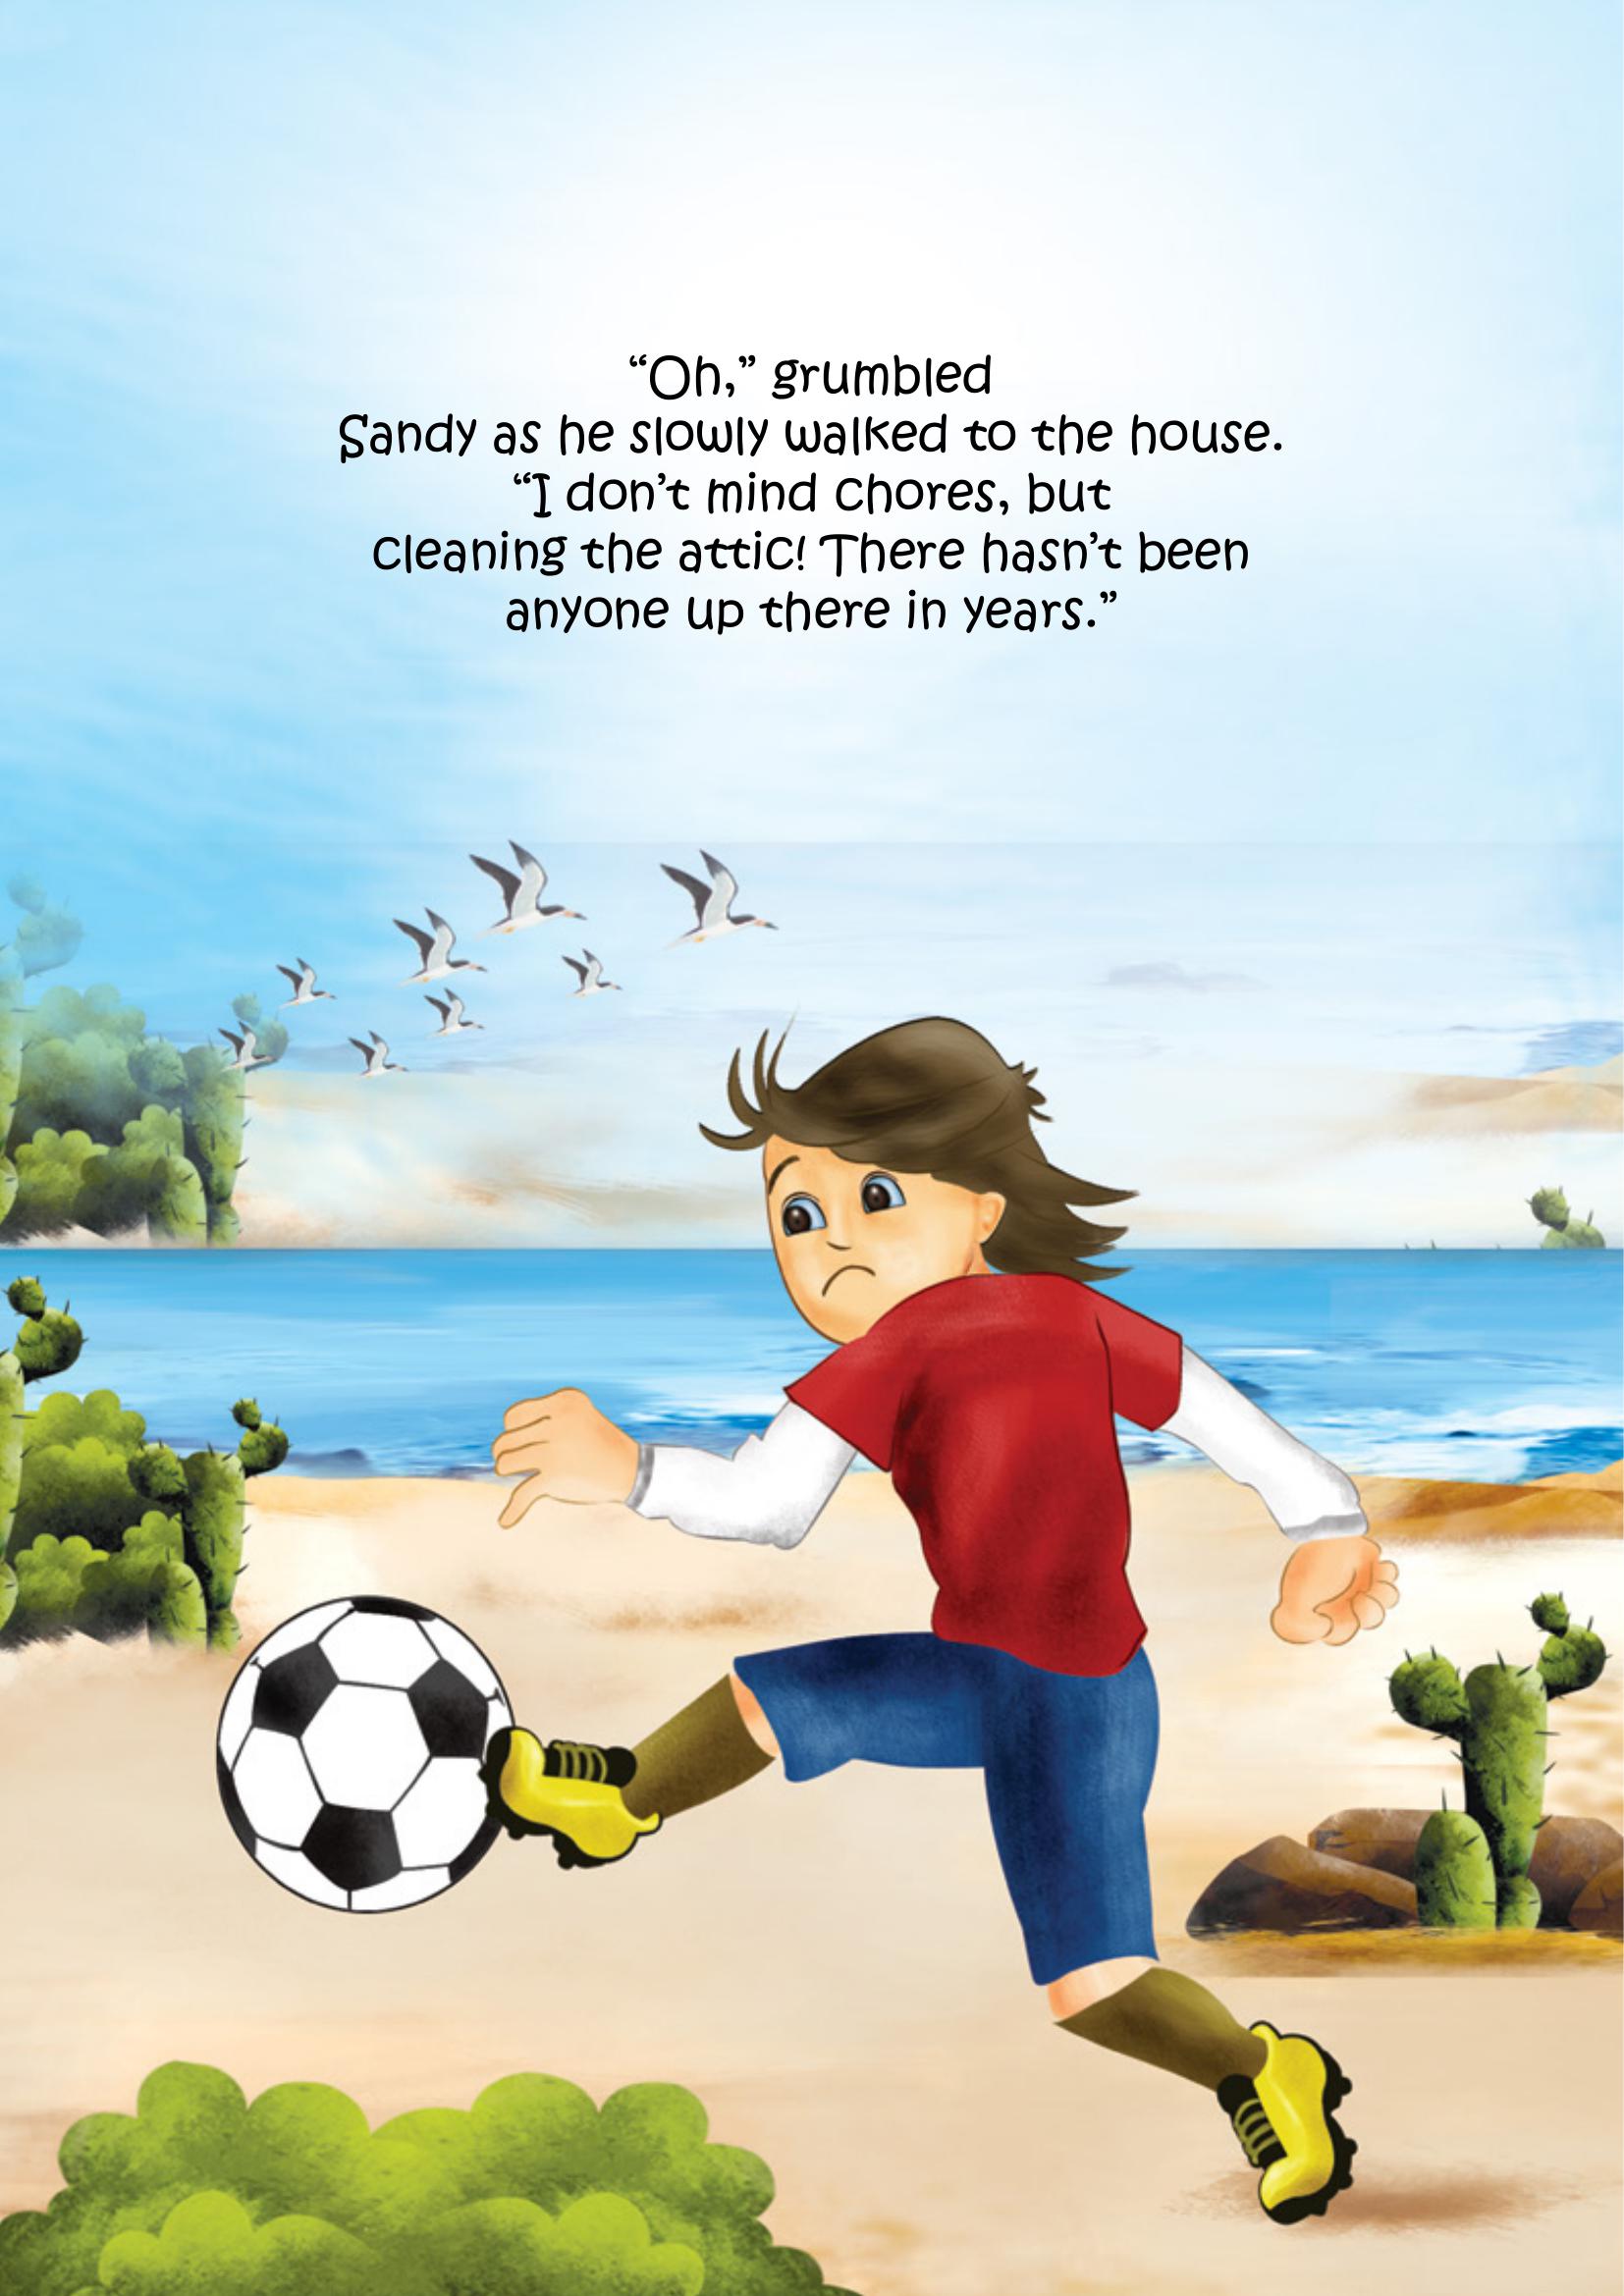 “Oh,” grumbled
Sandy as he slowly walked to the house.
“I don’t mind chores, but
cleaning the attic! There hasn’t been
anyone up there in years.”